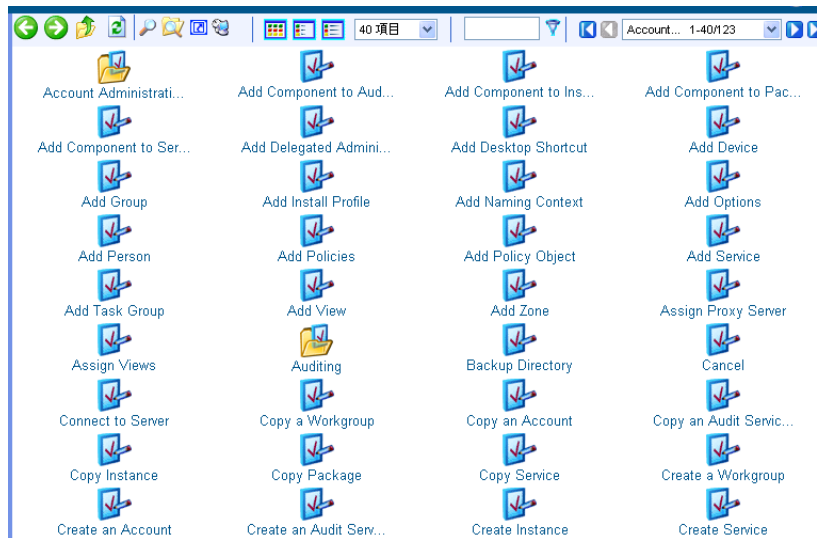 40 項目
Account... 1-40/123
Account Administrati...
Add Component to Aud...
Add Component to Ins...
Add Component to Pac...
Add Component to Ser...
Add Delegated Admini...
Add Desktop Shortcut
Add Device
Add Group
Add Install Profile
Add Naming Context
Add Options
Add Person
Add Policies
Add Policy Object
Add Service
Add Task Group
Add View
Add Zone
Assign Proxy Server
Assign Views
Auditing
Backup Directory
Cancel
Connect to Server
Copy a Workgroup
Copy an Account
Copy an Audit Servic...
Copy Instance
Copy Package
Copy Service
Create a Workgroup
Create an Account
Create an Audit Serv...
Create Instance
Create Service